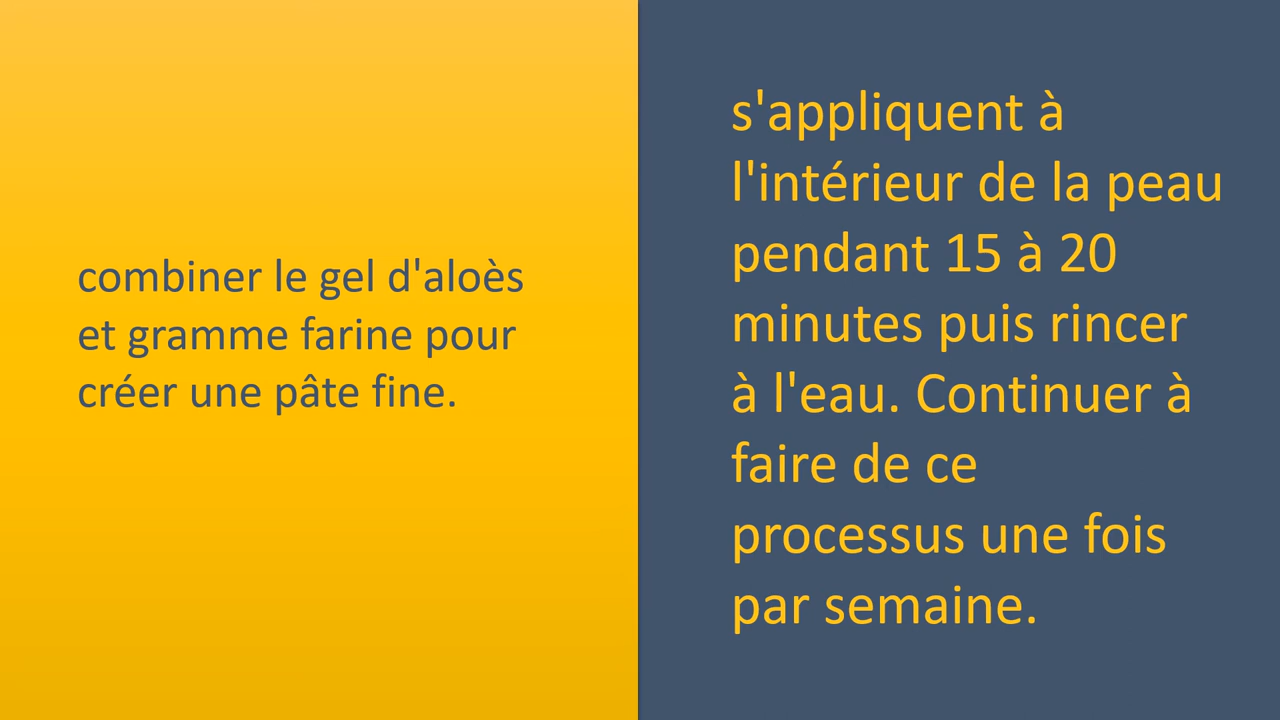 combiner le gel d'aloès
et gramme farine pour
créer une pâte fine.
s'appliquent à
l'intérieur de la peau
pendant 15 à 20
minutes puis rincer
à l'eau. Continuer à
faire de ce
processus une fois
par semaine.